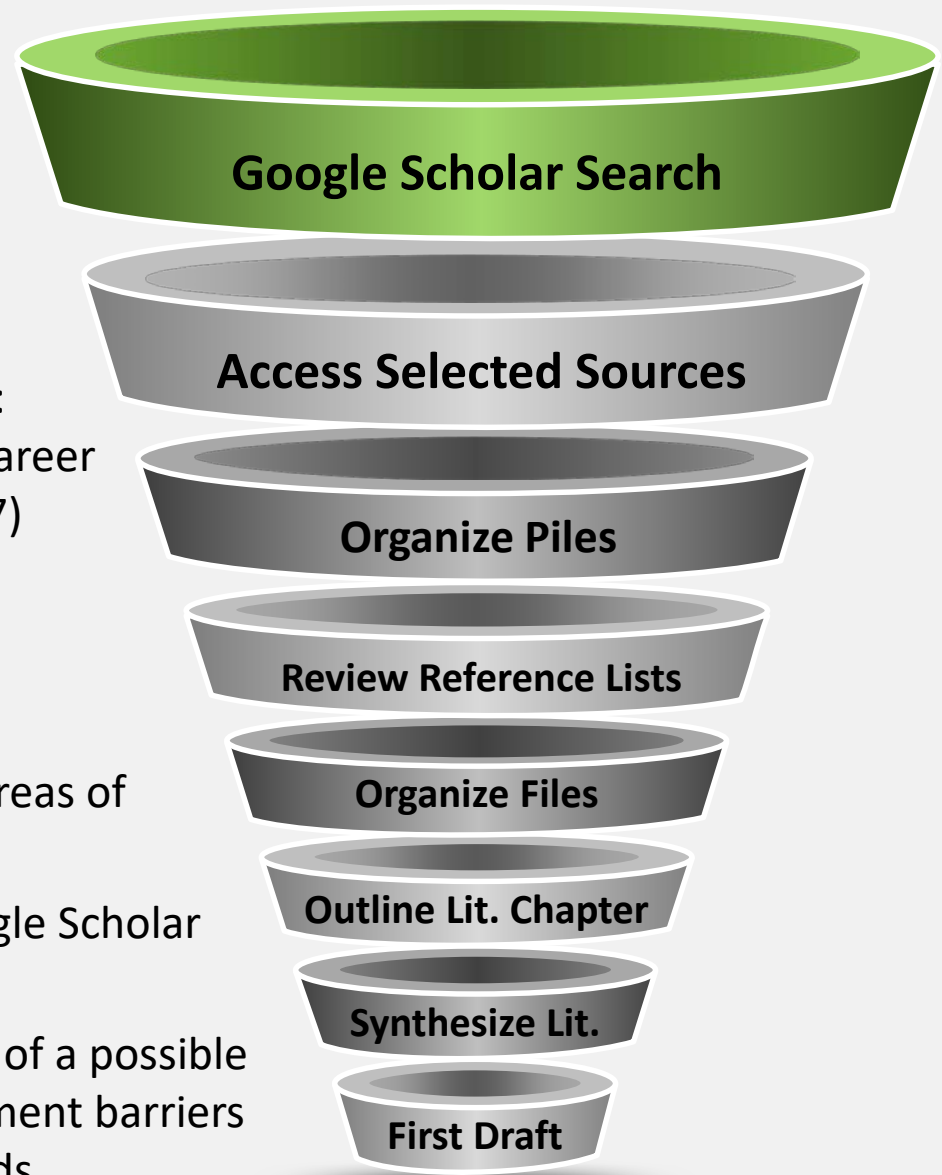 Google Scholar Search
Access Selected Sources
areer
7)
Organize Piles
Review Reference Lists
reas of
Organize Files
gle Scholar
Outline Lit. Chapter
Synthesize Lit.
of a possible
ment barriers
First Draft
ds